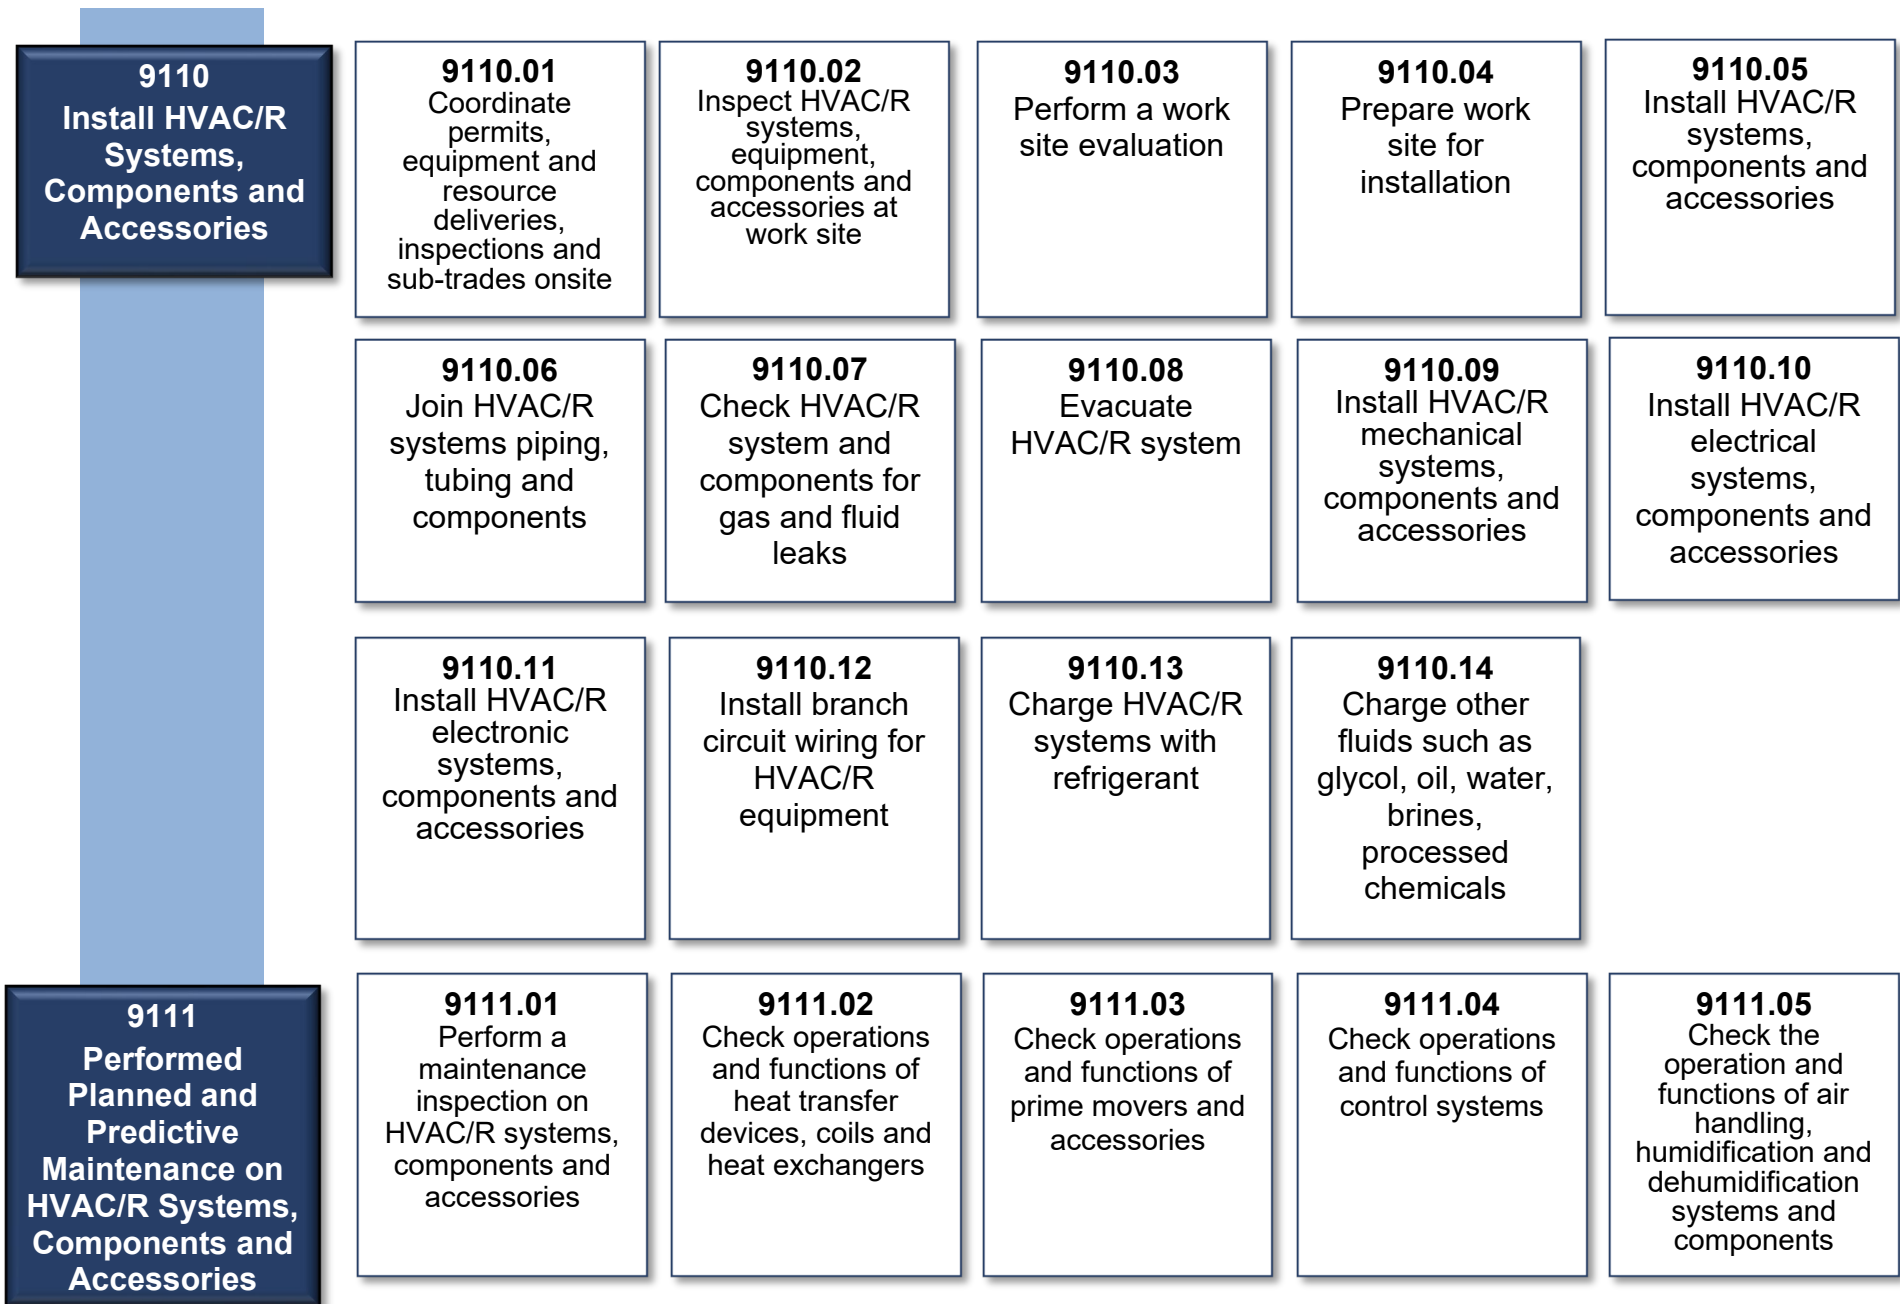 9110
Install HVAC/R
Systems,
Components and
Accessories
9110.01
Coordinate
permits,
equipment and
resource
deliveries,
inspections and
sub-trades onsite
9110.02
Inspect HVAC/R
systems,
equipment,
components and
accessories at
work site
9110.03
Perform a work
site evaluation
9110.04
Prepare work
site for
installation
9110.05
Install HVAC/R
systems,
components and
accessories
9110.06
Join HVAC/R
systems piping,
tubing and
components
9110.07
Check HVAC/R
system and
components for
gas and fluid
leaks
9110.08
Evacuate
HVAC/R system
9110.09
Install HVAC/R
mechanical
systems,
components and
accessories
9110.10
Install HVAC/R
electrical
systems,
components and
accessories
9110.11
Install HVAC/R
electronic
systems,
components and
accessories
9110.12
Install branch
circuit wiring for
HVAC/R
equipment
9110.13
Charge HVAC/R
systems with
refrigerant
9110.14
Charge other
fluids such as
glycol, oil, water,
brines,
processed
chemicals
9111
Performed
Planned and
Predictive
Maintenance on
HVAC/R Systems,
Components and
Accessories
9111.01
Perform a
maintenance
inspection on
HVAC/R systems,
components and
accessories
9111.02
Check operations
and functions of
heat transfer
devices, coils and
heat exchangers
9111.03
Check operations
and functions of
prime movers and
accessories
9111.04
Check operations
and functions of
control systems
9111.05
Check the
operation and
functions of air
handling,
humidification and
dehumidification
systems and
components